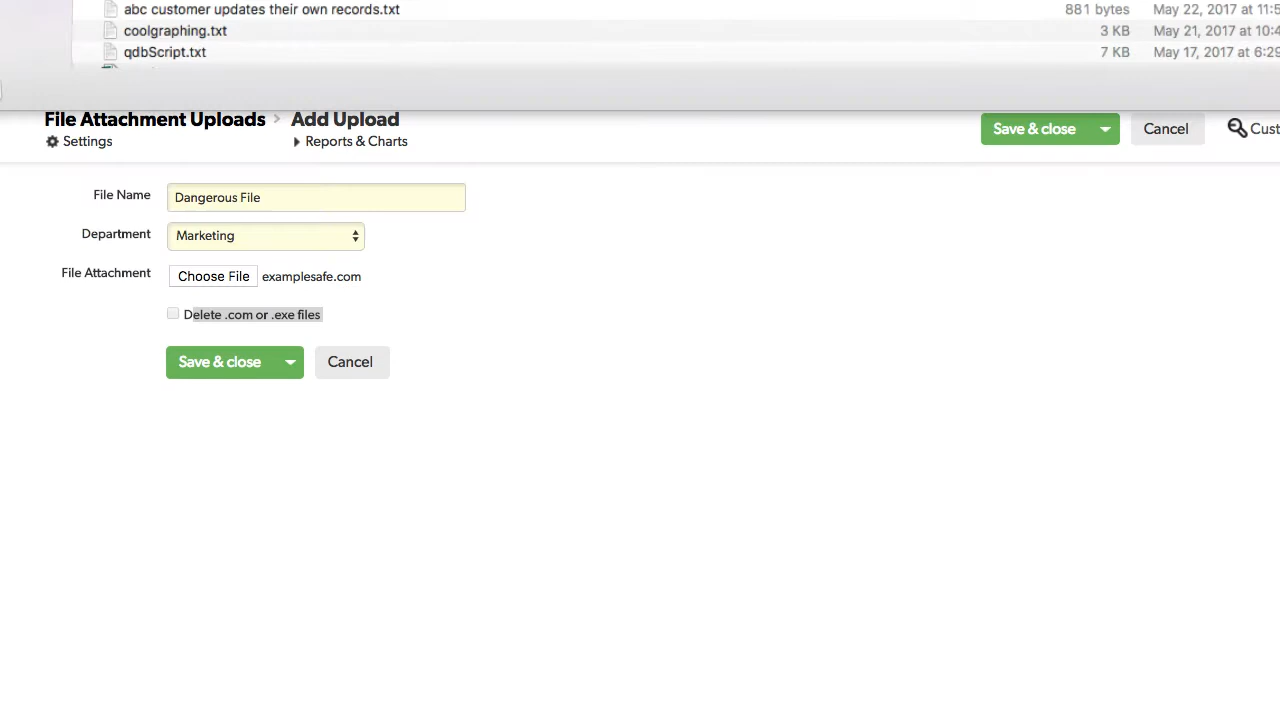 abc customer updates their own records.txt 881 bytes May 22, 2017 at 11:5
coolgraphing.txt 3 KB May 21, 2017 at 10:4
qdbScript.txt 7 KB May 17, 2017 at 6:29
File Attachment Uploads > Add Upload
Settings Reports & Charts
Save & close Cancel Cust
File Name Dangerous File
Department Marketing
File Attachment Choose File examplesafe.com
Delete .com or .exe files
Save & close Cancel